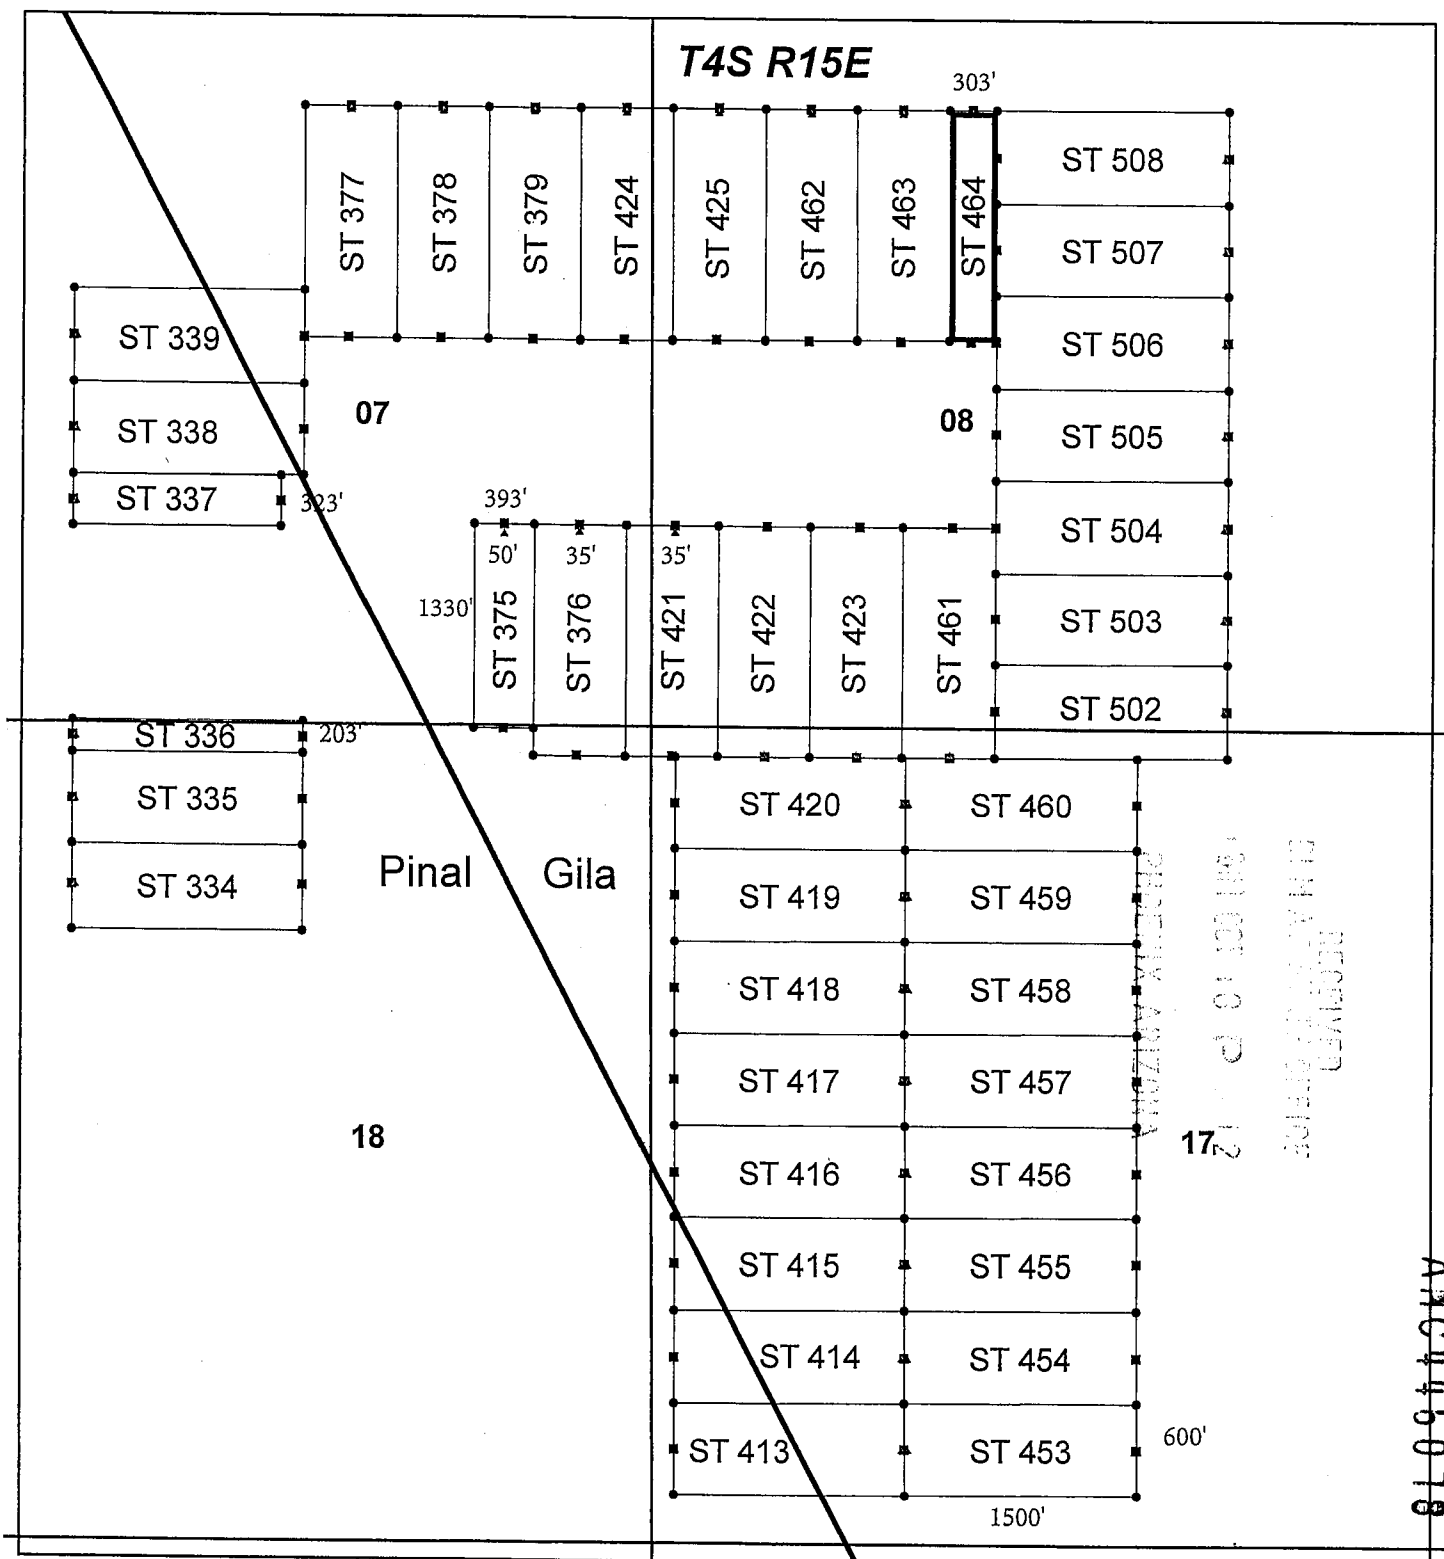 T4S R15E
303'
ST 377
ST 378
ST 379
ST 424
ST 425
ST 462
ST 463
ST 464
ST 508
ST 507
ST 506
ST 505
ST 504
ST 503
ST 502
ST 339
ST 338
ST 337
323'
07
08
393'
50'
35'
35'
1330'
ST 375
ST 376
ST 421
ST 422
ST 423
ST 461
ST 336
203'
ST 335
ST 334
Pinal
Gila
ST 420
ST 460
ST 419
ST 459
ST 418
ST 458
ST 417
ST 457
ST 416
ST 456
ST 415
ST 455
ST 414
ST 454
ST 413
ST 453
600'
1500'
18
17
RECEIVED
PHOENIX, ARIZONA